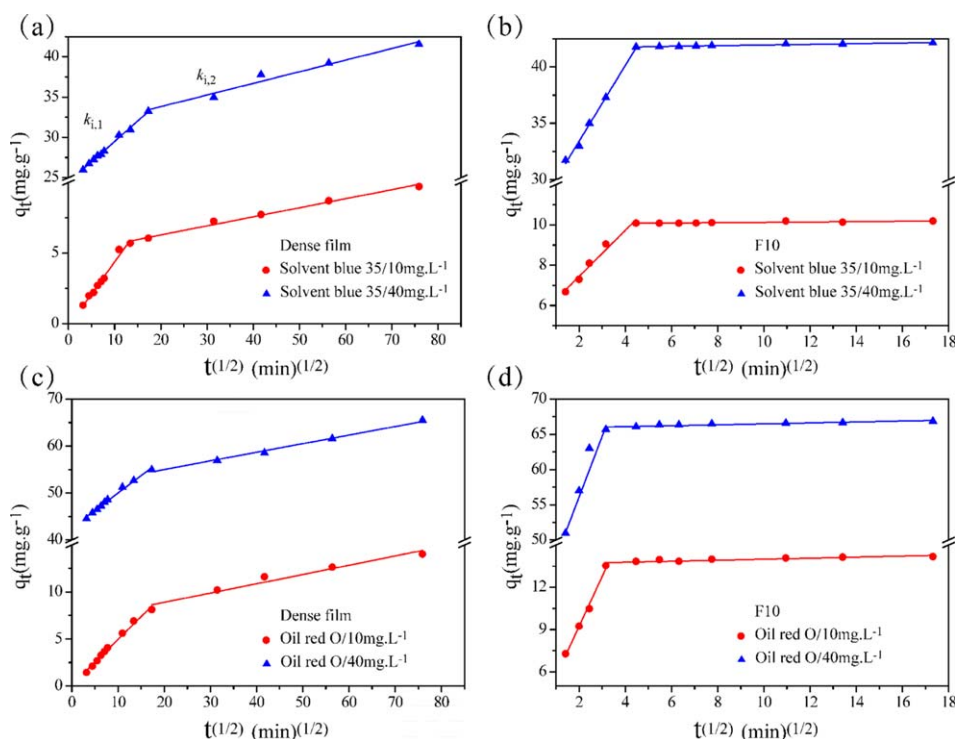 (a)
(b)
qt(mg.g-1)
40
35
30
25
5
0
ki,1
ki,2
Dense film
Solvent blue 35/10mg.L-1
Solvent blue 35/40mg.L-1
0 10 20 30 40 50 60 70 80
t(1/2) (min)(1/2)
qt(mg.g-1)
40
35
30
10
8
6
F10
Solvent blue 35/10mg.L-1
Solvent blue 35/40mg.L-1
2 4 6 8 10 12 14 16 18
t(1/2) (min)(1/2)
(c)
(d)
qt(mg.g-1)
70
60
50
40
10
5
0
Dense film
Oil red O/10mg.L-1
Oil red O/40mg.L-1
0 10 20 30 40 50 60 70 80
t(1/2) (min)(1/2)
qt(mg.g-1)
70
65
60
55
50
12
9
6
F10
Oil red O/10mg.L-1
Oil red O/40mg.L-1
2 4 6 8 10 12 14 16 18
t(1/2) (min)(1/2)